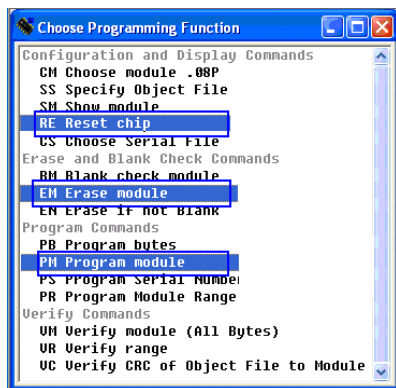 Choose Programming Function
Configuration and Display Commands
CM Choose module .08P
SS Specify Object File
SM Show module
RE Reset chip
CS Choose Serial File
Erase and Blank Check Commands
BM Blank check module
EM Erase module
EN Erase if not Blank
Program Commands
PB Program bytes
PM Program module
PS Program Serial Number
PR Program Module Range
Verify Commands
VM Verify module (All Bytes)
VR Verify range
VC Verify CRC of Object File to Module